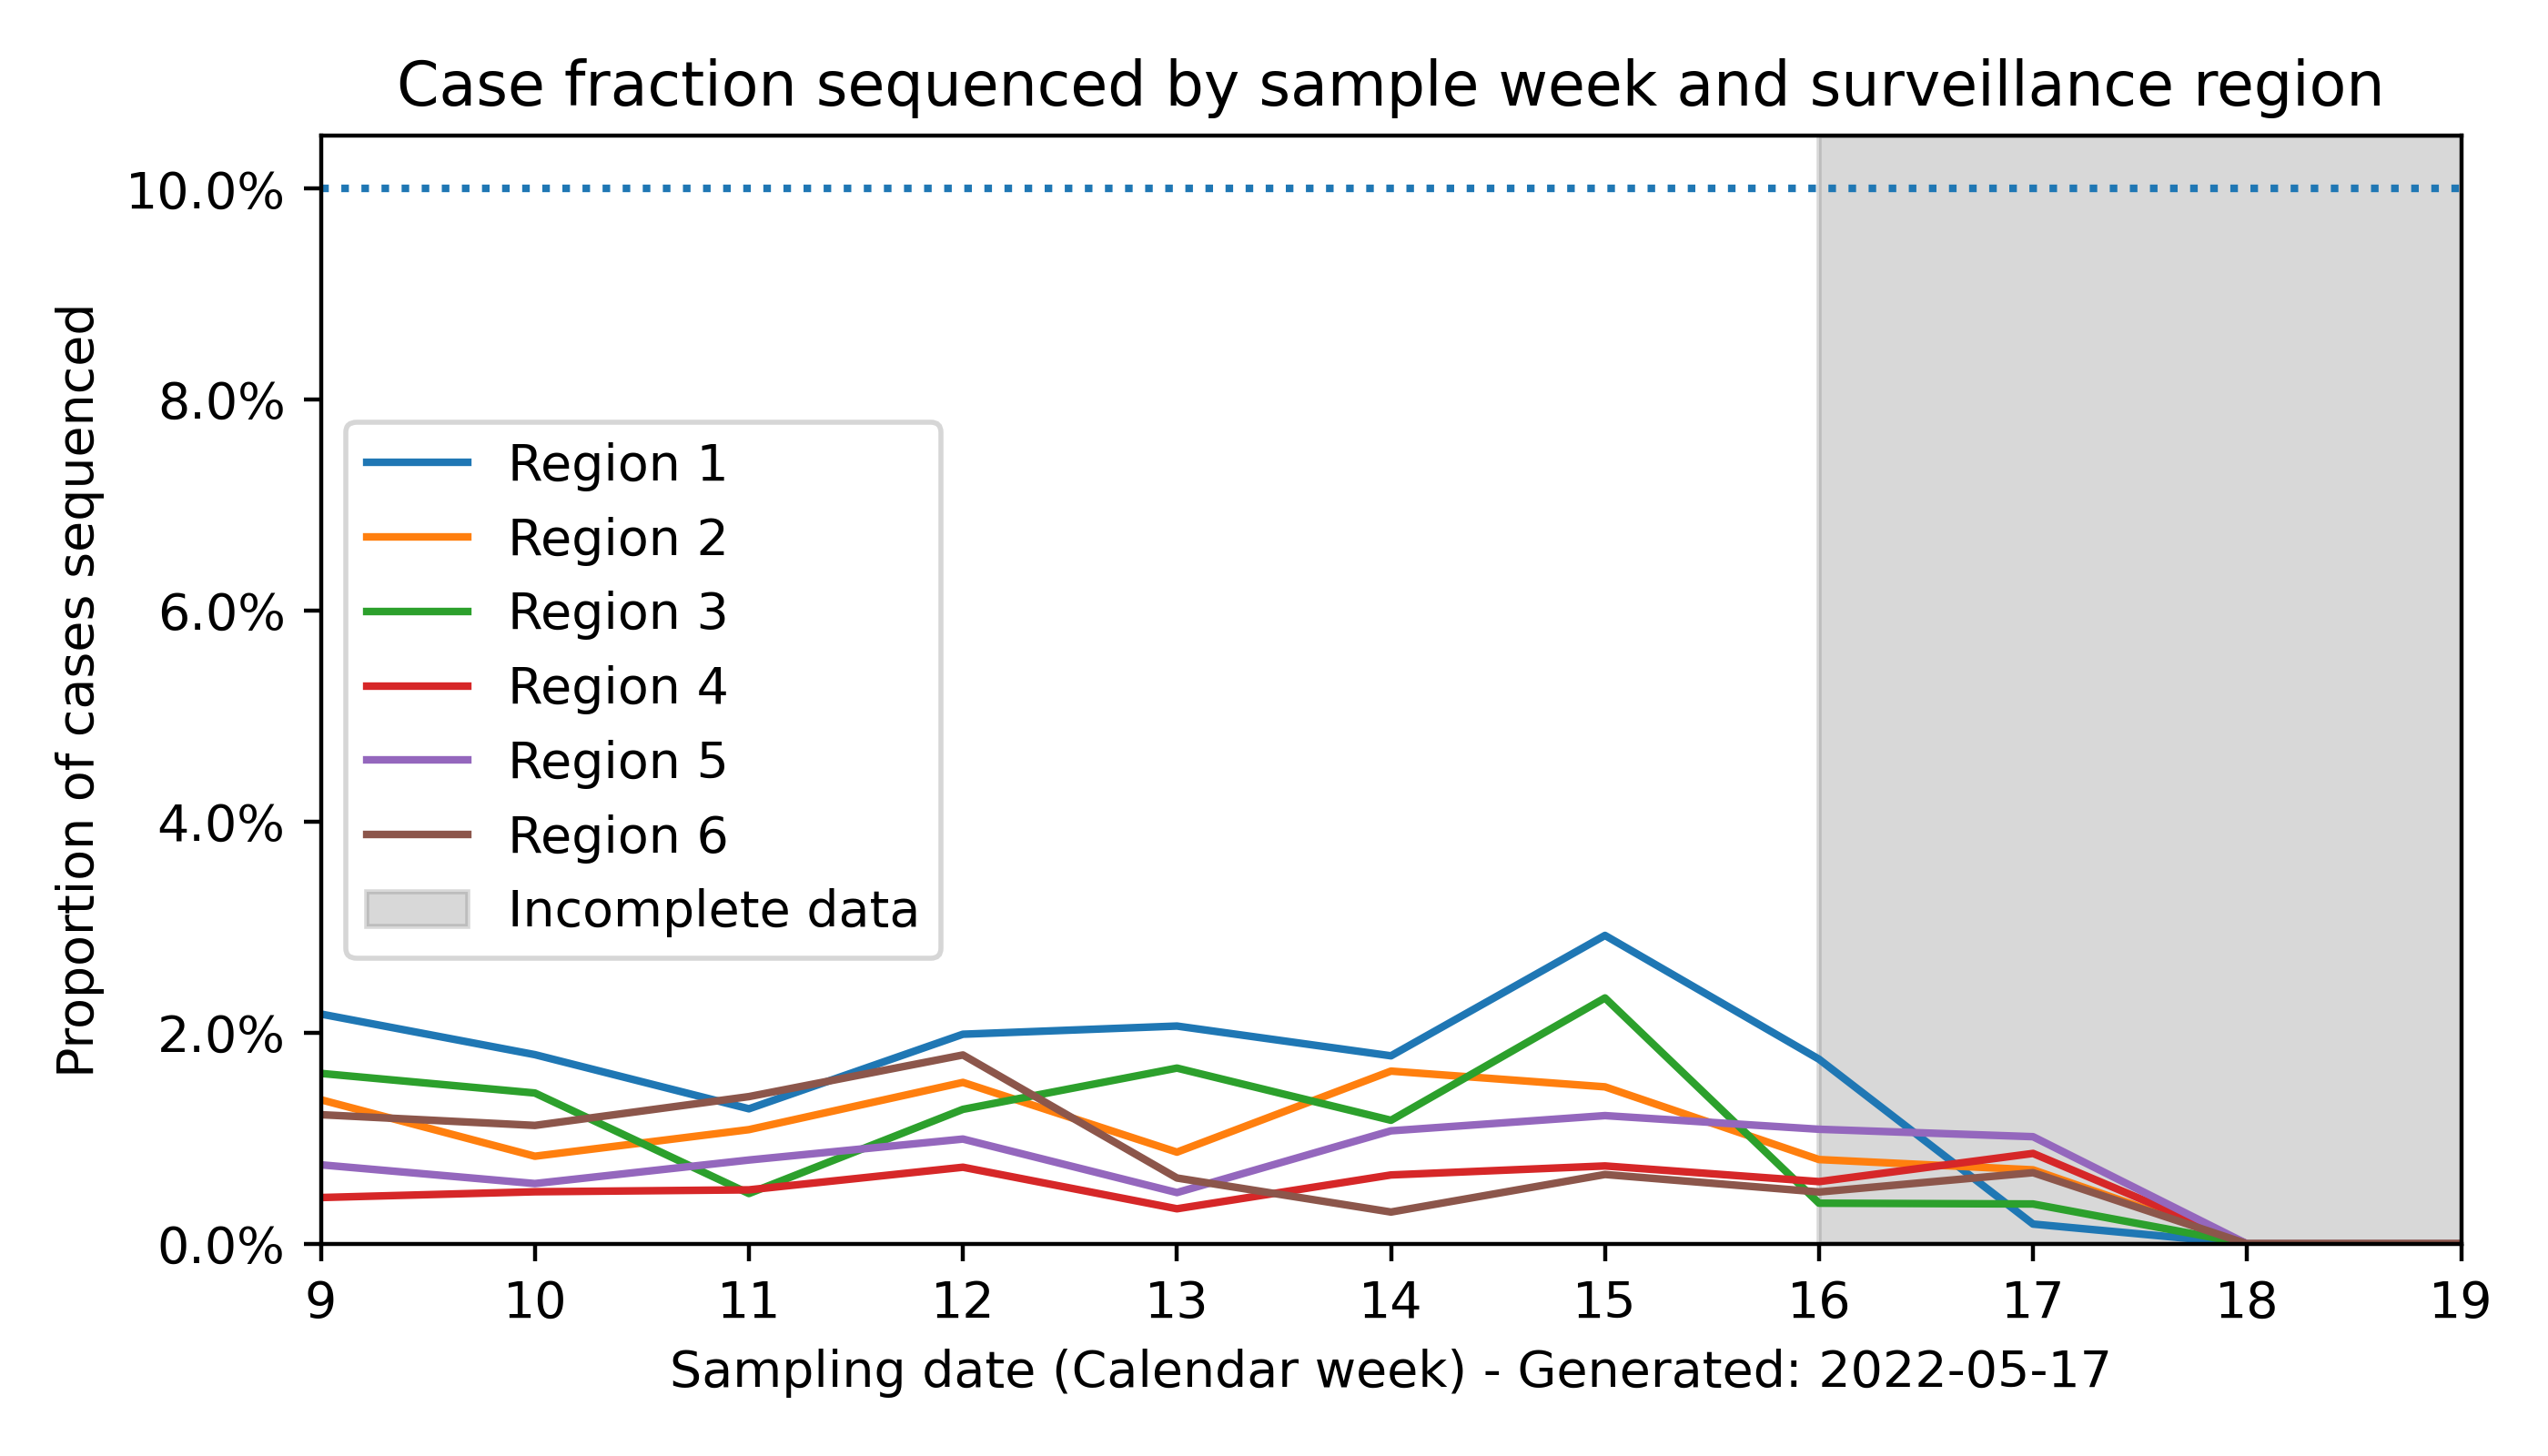 Case fraction sequenced by sample week and surveillance region
Proportion of cases sequenced
10.0%
8.0%
6.0%
4.0%
2.0%
0.0%
Region 1
Region 2
Region 3
Region 4
Region 5
Region 6
Incomplete data
9 10 11 12 13 14 15 16 17 18 19
Sampling date (Calendar week) - Generated: 2022-05-17